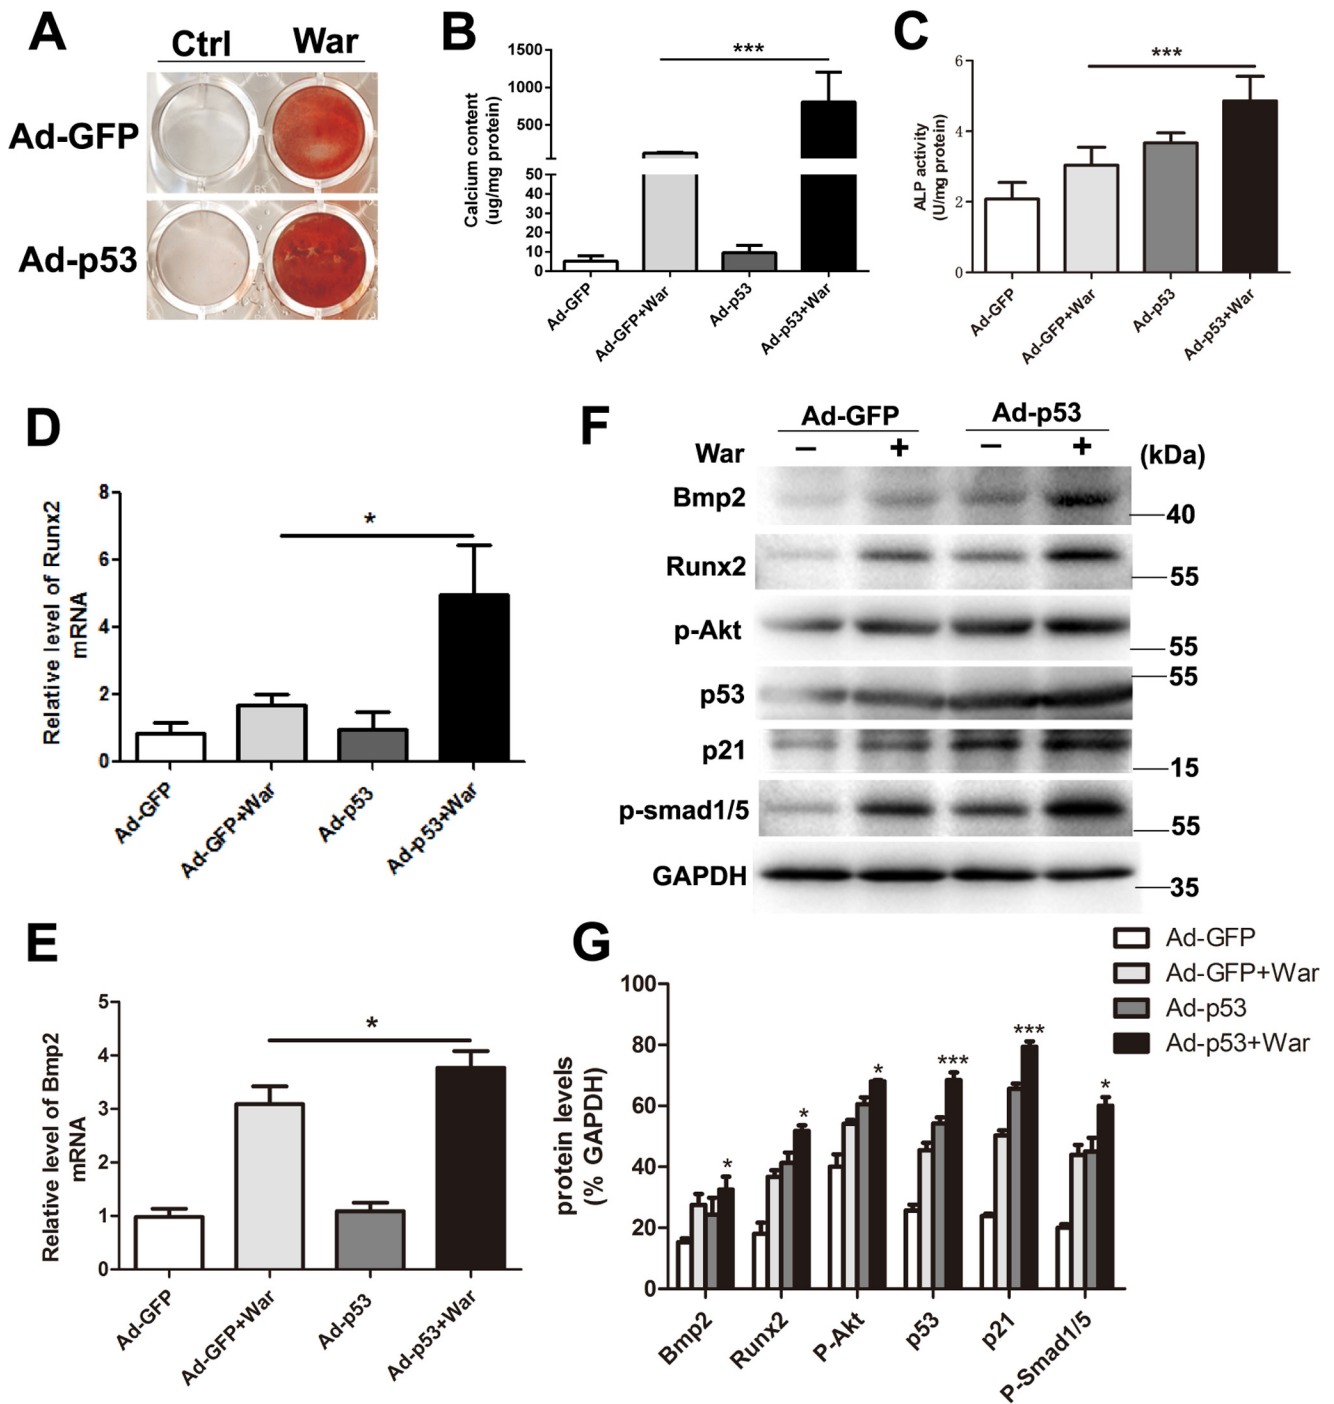 A
Ctrl War
Ad-GFP
Ad-p53
B
Calcium content
(ug/mg protein)
1500
1000
500
50
40
30
20
10
0
***
Ad-GFP
Ad-GFP+War
Ad-p53
Ad-p53+War
C
ALP activity
(U/mg protein)
6
4
2
0
***
Ad-GFP
Ad-GFP+War
Ad-p53
Ad-p53+War
D
Relative level of Runx2
mRNA
8
6
4
2
0
*
Ad-GFP
Ad-GFP+War
Ad-p53
Ad-p53+War
F
Ad-GFP Ad-p53
War − + − + (kDa)
Bmp2
40
Runx2
55
p-Akt
55
55
p53
p21
15
p-smad1/5
55
GAPDH
35
E
Relative level of Bmp2
mRNA
5
4
3
2
1
0
*
Ad-GFP
Ad-GFP+War
Ad-p53
Ad-p53+War
G
Ad-GFP
Ad-GFP+War
Ad-p53
Ad-p53+War
protein levels
(% GAPDH)
100
80
60
40
20
0
* * * *** *** *
Bmp2
Runx2
P-Akt
p53
p21
P-Smad1/5